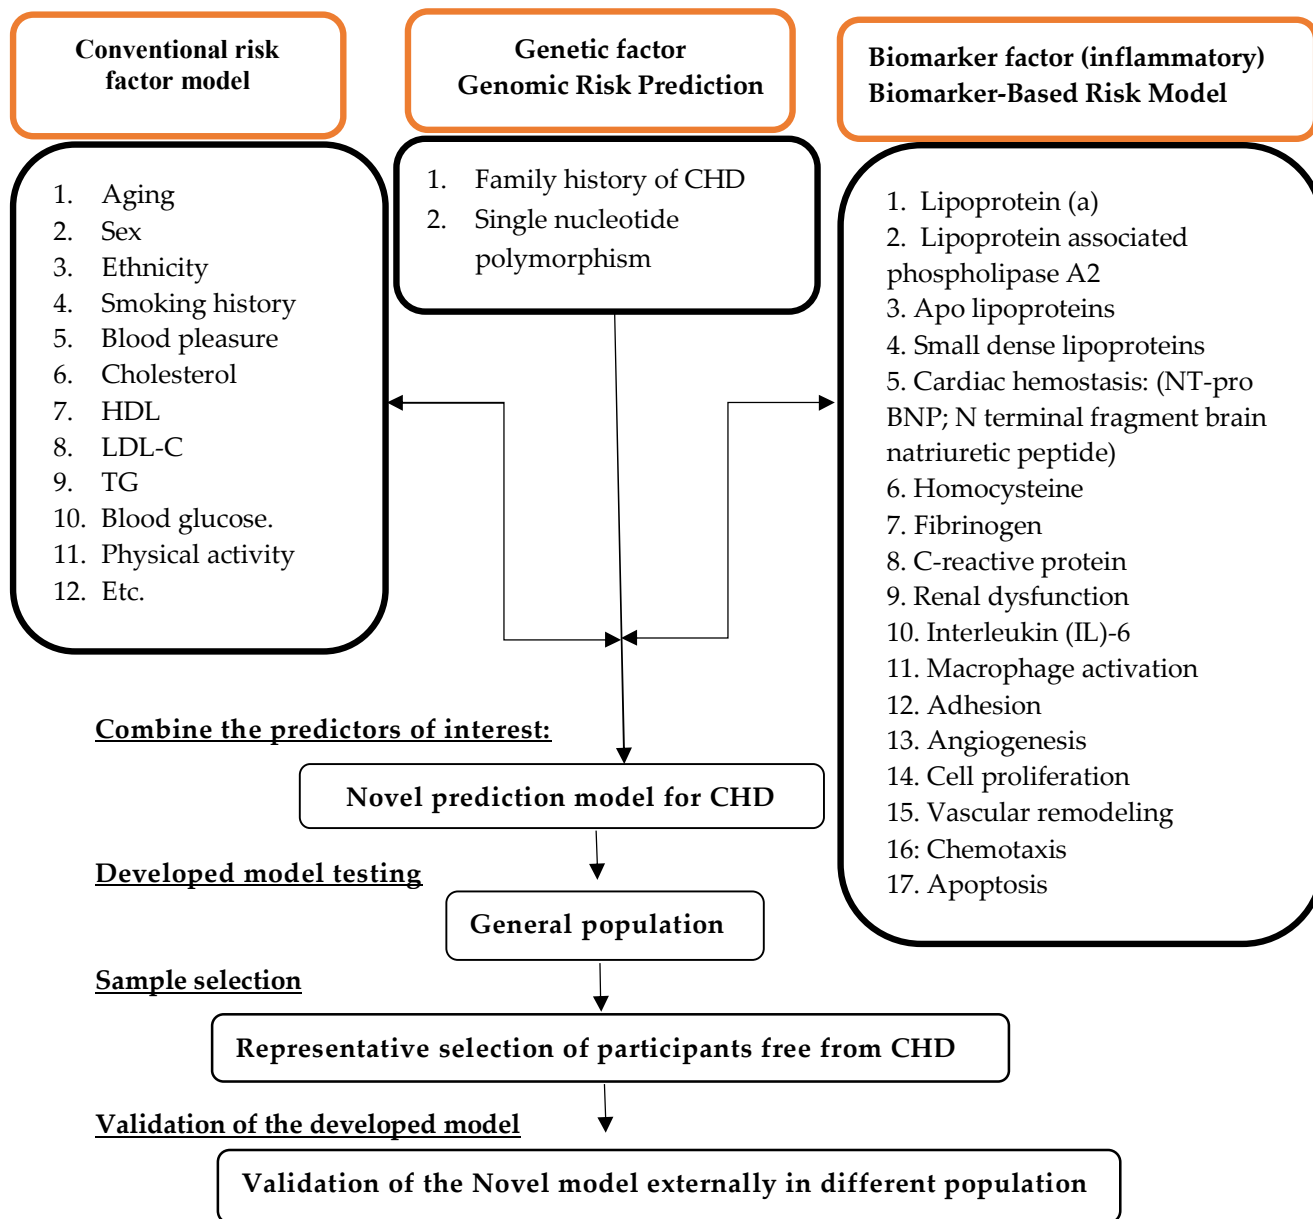 Conventional risk
factor model
1. Aging
2. Sex
3. Ethnicity
4. Smoking history
5. Blood pleasure
6. Cholesterol
7. HDL
8. LDL-C
9. TG
10. Blood glucose.
11. Physical activity
12. Etc.
Genetic factor
Genomic Risk Prediction
1. Family history of CHD
2. Single nucleotide
polymorphism
Biomarker factor (inflammatory)
Biomarker-Based Risk Model
1. Lipoprotein (a)
2. Lipoprotein associated
phospholipase A2
3. Apo lipoproteins
4. Small dense lipoproteins
5. Cardiac hemostasis: (NT-pro
BNP; N terminal fragment brain
natriuretic peptide)
6. Homocysteine
7. Fibrinogen
8. C-reactive protein
9. Renal dysfunction
10. Interleukin (IL)-6
11. Macrophage activation
12. Adhesion
13. Angiogenesis
14. Cell proliferation
15. Vascular remodeling
16: Chemotaxis
17. Apoptosis
Combine the predictors of interest:
Novel prediction model for CHD
Developed model testing
General population
Sample selection
Representative selection of participants free from CHD
Validation of the developed model
Validation of the Novel model externally in different population